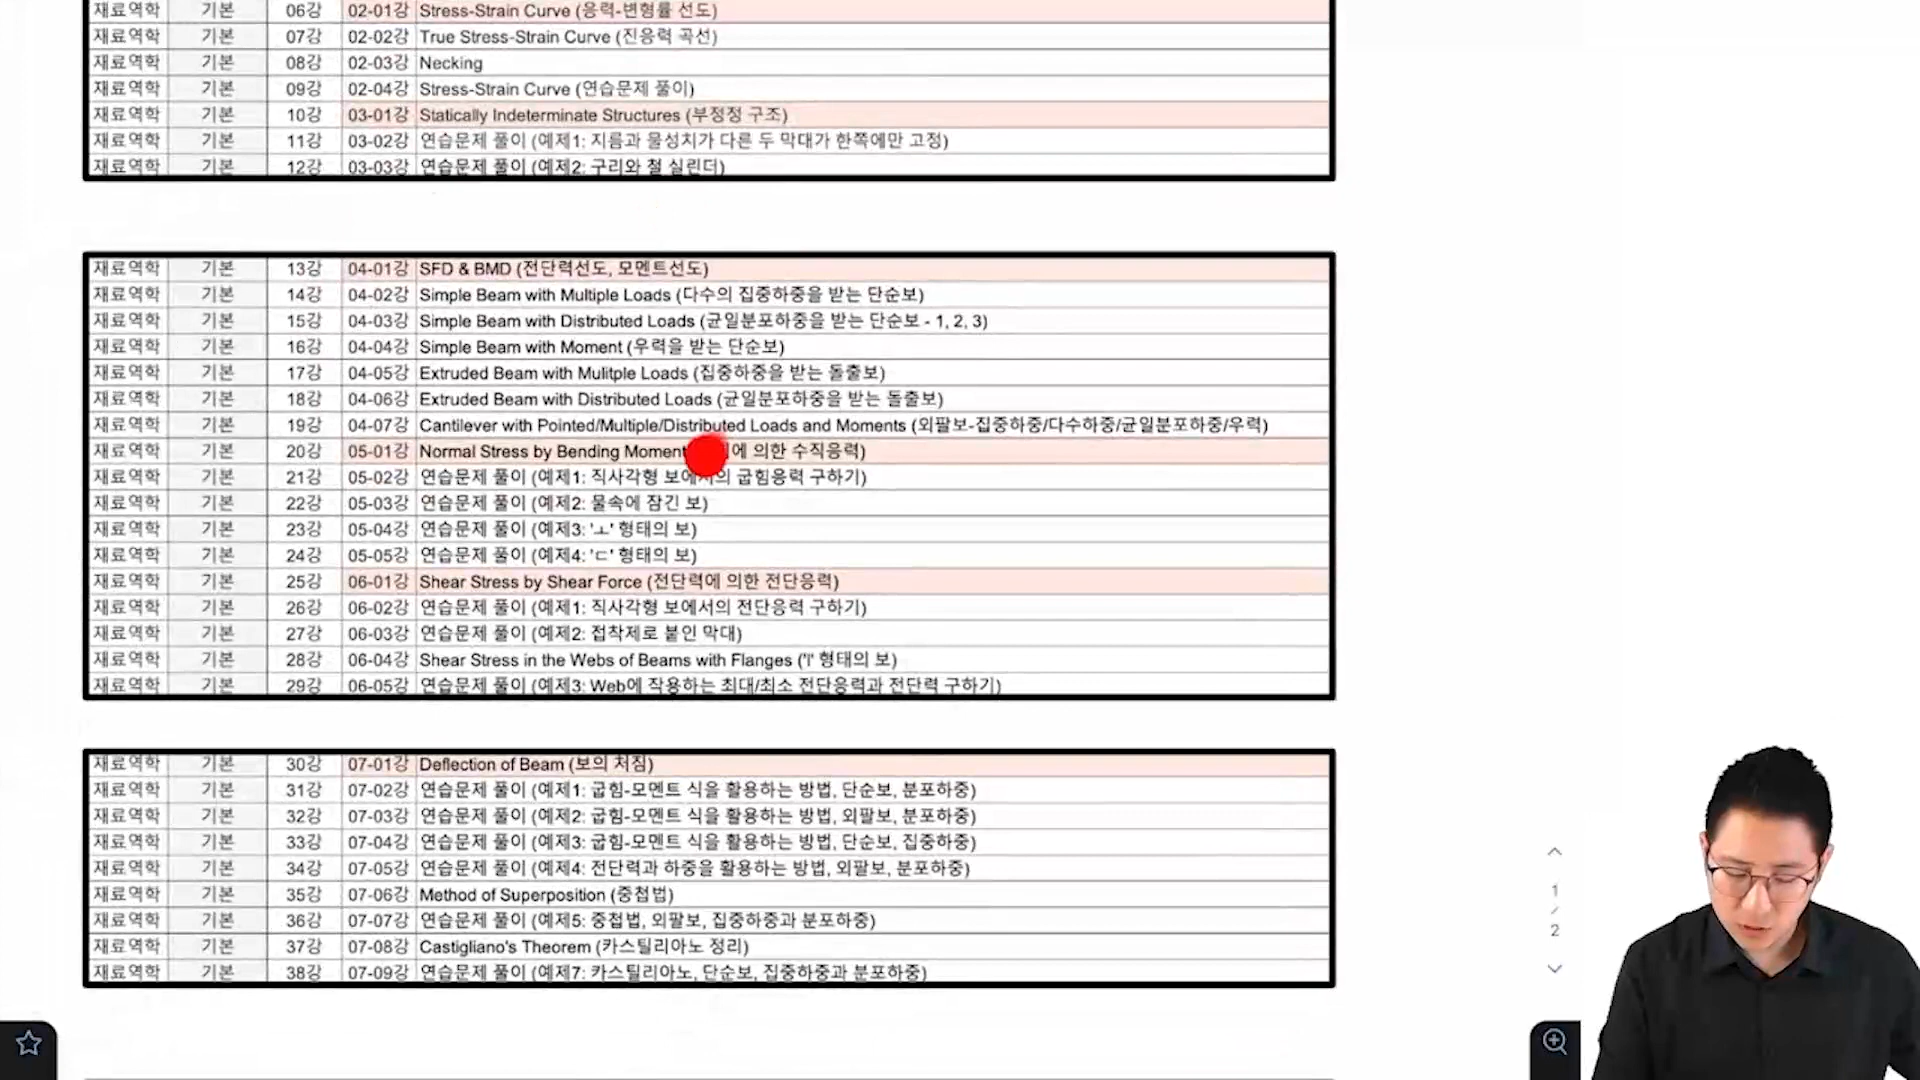 재료역학 기본 06강 02-01강 Stress-Strain Curve (응력-변형률 선도)
재료역학 기본 07강 02-02강 True Stress-Strain Curve (진응력 곡선)
재료역학 기본 08강 02-03강 Necking
재료역학 기본 09강 02-04강 Stress-Strain Curve (연습문제 풀이)
재료역학 기본 10강 03-01강 Statically Indeterminate Structures (부정정 구조)
재료역학 기본 11강 03-02강 연습문제 풀이 (예제1: 지름과 물성치가 다른 두 막대가 한쪽에만 고정)
재료역학 기본 12강 03-03강 연습문제 풀이 (예제2: 구리와 철 실린더)
재료역학 기본 13강 04-01강 SFD & BMD (전단력선도, 모멘트선도)
재료역학 기본 14강 04-02강 Simple Beam with Multiple Loads (다수의 집중하중을 받는 단순보)
재료역학 기본 15강 04-03강 Simple Beam with Distributed Loads (균일분포하중을 받는 단순보 - 1, 2, 3)
재료역학 기본 16강 04-04강 Simple Beam with Moment (우력을 받는 단순보)
재료역학 기본 17강 04-05강 Extruded Beam with Mulitple Loads (집중하중을 받는 돌출보)
재료역학 기본 18강 04-06강 Extruded Beam with Distributed Loads (균일분포하중을 받는 돌출보)
재료역학 기본 19강 04-07강 Cantilever with Pointed/Multiple/Distributed Loads and Moments (외팔보-집중하중/다수하중/균일분포하중/우력)
재료역학 기본 20강 05-01강 Normal Stress by Bending Moment 의한 수직응력)
재료역학 기본 21강 05-02강 연습문제 풀이 (예제1: 직사각형 보에서의 굽힘응력 구하기)
재료역학 기본 22강 05-03강 연습문제 풀이 (예제2: 물속에 잠긴 보)
재료역학 기본 23강 05-04강 연습문제 풀이 (예제3: 'ㅗ' 형태의 보)
재료역학 기본 24강 05-05강 연습문제 풀이 (예제4: 'ㄷ' 형태의 보)
재료역학 기본 25강 06-01강 Shear Stress by Shear Force (전단력에 의한 전단응력)
재료역학 기본 26강 06-02강 연습문제 풀이 (예제1: 직사각형 보에서의 전단응력 구하기)
재료역학 기본 27강 06-03강 연습문제 풀이 (예제2: 접착제로 붙인 막대)
재료역학 기본 28강 06-04강 Shear Stress in the Webs of Beams with Flanges ('I' 형태의 보)
재료역학 기본 29강 06-05강 연습문제 풀이 (예제3: Web에 작용하는 최대/최소 전단응력과 전단력 구하기)
재료역학 기본 30강 07-01강 Deflection of Beam (보의 처짐)
재료역학 기본 31강 07-02강 연습문제 풀이 (예제1: 굽힘-모멘트 식을 활용하는 방법, 단순보, 분포하중)
재료역학 기본 32강 07-03강 연습문제 풀이 (예제2: 굽힘-모멘트 식을 활용하는 방법, 외팔보, 분포하중)
재료역학 기본 33강 07-04강 연습문제 풀이 (예제3: 굽힘-모멘트 식을 활용하는 방법, 단순보, 집중하중)
재료역학 기본 34강 07-05강 연습문제 풀이 (예제4: 전단력과 하중을 활용하는 방법, 외팔보, 분포하중)
재료역학 기본 35강 07-06강 Method of Superposition (중첩법)
재료역학 기본 36강 07-07강 연습문제 풀이 (예제5: 중첩법, 외팔보, 집중하중과 분포하중)
재료역학 기본 37강 07-08강 Castigliano's Theorem (카스틸리아노 정리)
재료역학 기본 38강 07-09강 연습문제 풀이 (예제7: 카스틸리아노, 단순보, 집중하중과 분포하중)
1
/
2